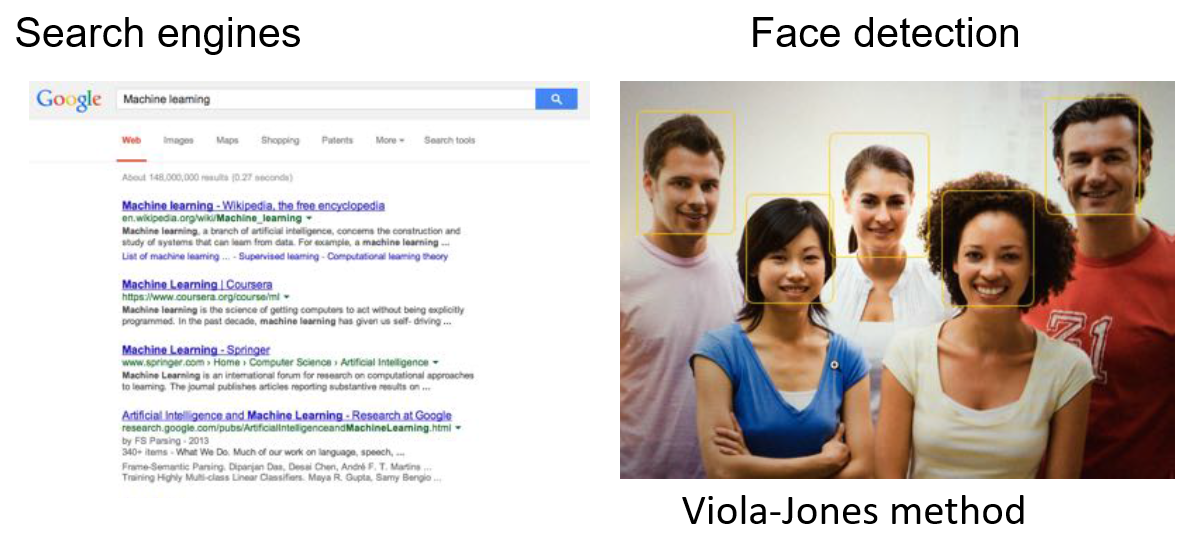 Search engines
Face detection
Google
Machine learning
Web Images Maps Shopping Patents More Search tools
About 148,000,000 results (0.27 seconds)
Machine learning - Wikipedia, the free encyclopedia
en.wikipedia.org/wiki/Machine_learning
Machine learning, a branch of artificial intelligence, concerns the construction and
study of systems that can learn from data. For example, a machine learning ...
List of machine learning ... - Supervised learning - Computational learning theory
Machine Learning | Coursera
https://www.coursera.org/course/ml
Machine learning is the science of getting computers to act without being explicitly
programmed. In the past decade, machine learning has given us self- driving ...
Machine Learning - Springer
www.springer.com › Home › Computer Science › Artificial Intelligence
Machine Learning is an international forum for research on computational approaches
to learning. The journal publishes articles reporting substantive results on ...
Artificial Intelligence and Machine Learning - Research at Google
research.google.com/pubs/ArtificialIntelligenceandMachineLearning.html
by FS Parsing - 2013
340+ items - What We Do. Much of our work on language, speech, ...
Frame-Semantic Parsing. Dipanjan Das, Desai Chen, André F. T. Martins ...
Training Highly Multi-class Linear Classifiers. Maya R. Gupta, Samy Bengio ...
31
Viola-Jones method